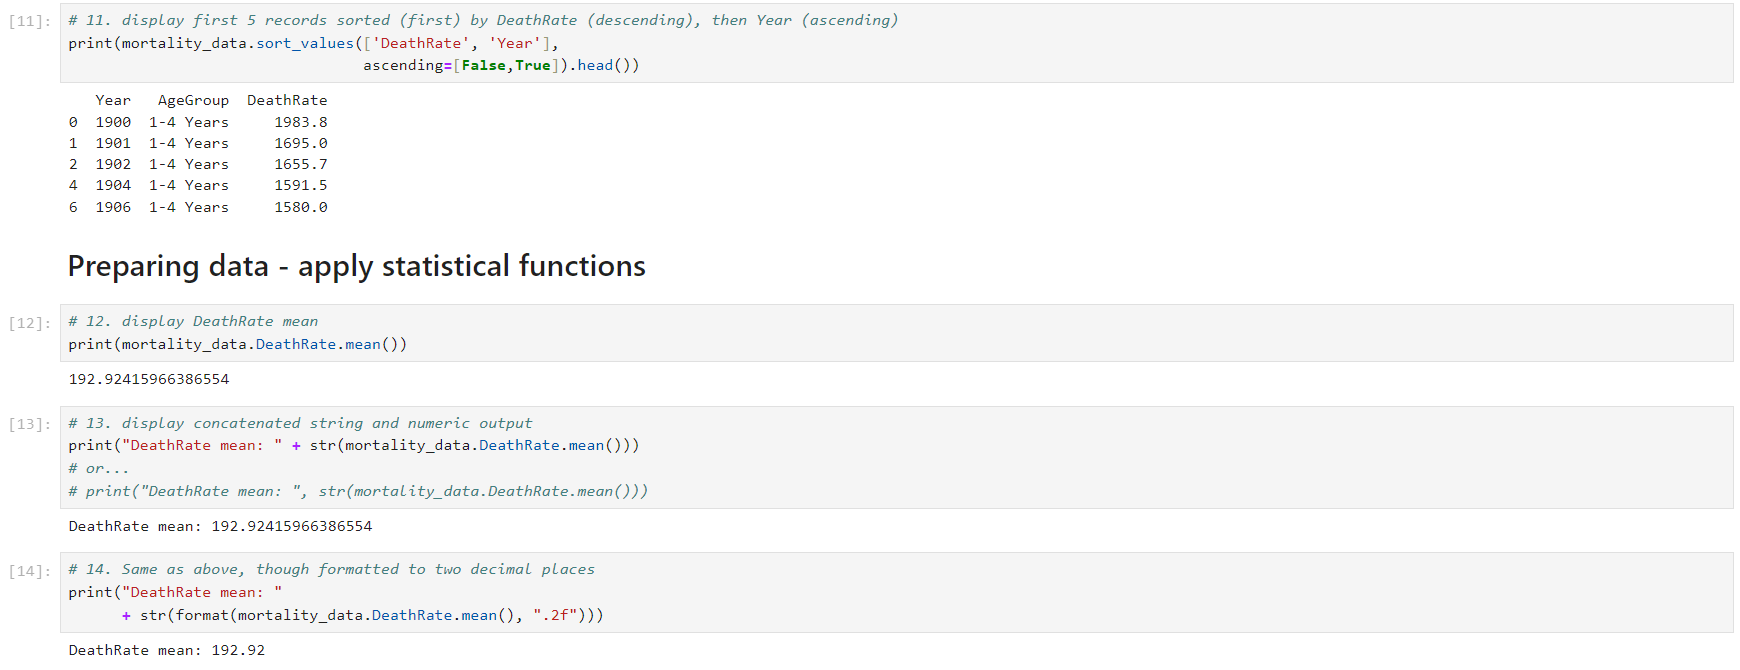 [11]: # 11. display first 5 records sorted (first) by DeathRate (descending), then Year (ascending)
print(mortality_data.sort_values(['DeathRate', 'Year'],
ascending=[False,True]).head())
Year AgeGroup DeathRate
0 1900 1-4 Years 1983.8
1 1901 1-4 Years 1695.0
2 1902 1-4 Years 1655.7
4 1904 1-4 Years 1591.5
6 1906 1-4 Years 1580.0
Preparing data - apply statistical functions
[12]: # 12. display DeathRate mean
print(mortality_data.DeathRate.mean())
192.92415966386554
[13]: # 13. display concatenated string and numeric output
print("DeathRate mean: " + str(mortality_data.DeathRate.mean()))
# or...
# print("DeathRate mean: ", str(mortality_data.DeathRate.mean()))
DeathRate mean: 192.92415966386554
[14]: # 14. Same as above, though formatted to two decimal places
print("DeathRate mean: "
+ str(format(mortality_data.DeathRate.mean(), ".2f")))
DeathRate mean: 192.92